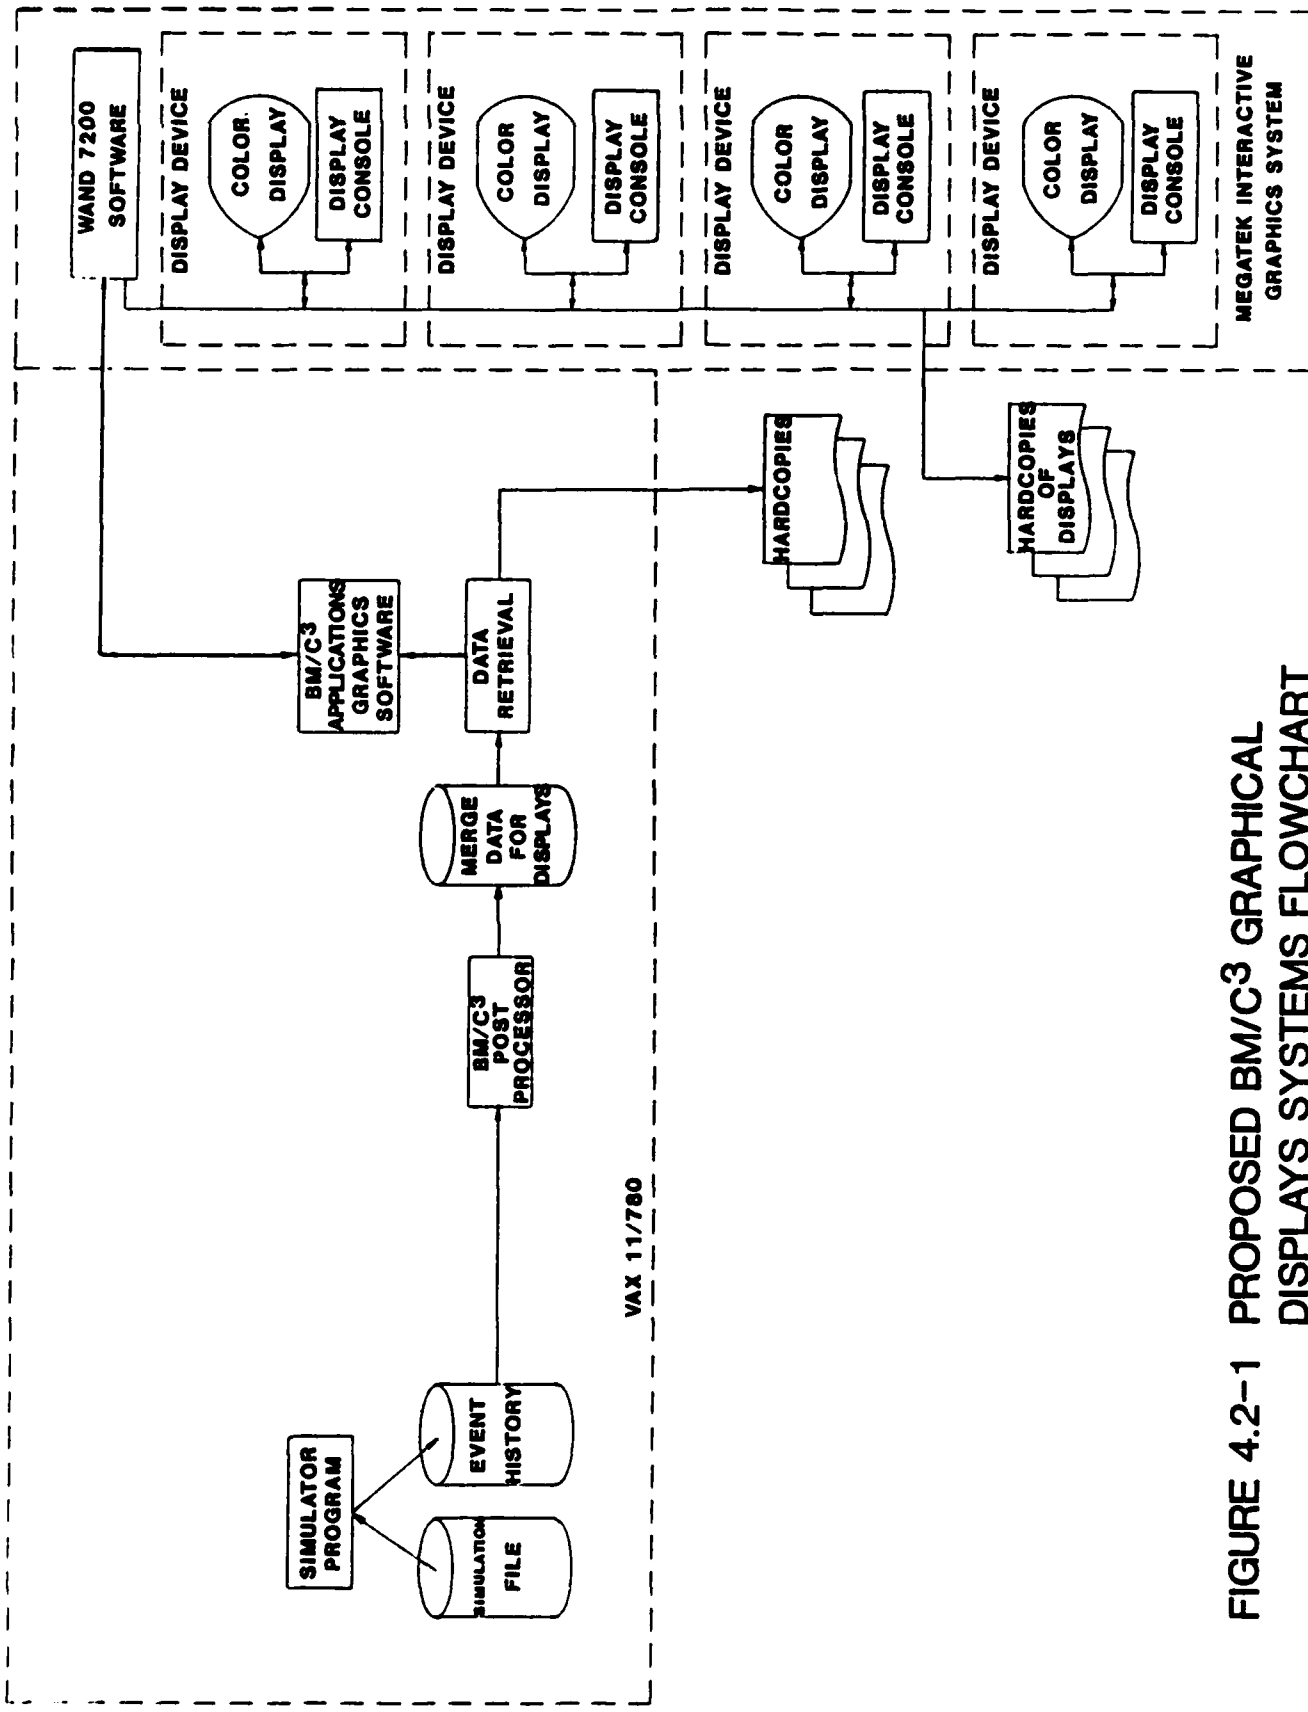 SIMULATOR
PROGRAM
SIMULATION
FILE
EVENT
HISTORY
BM/C³
POST
PROCESSOR
MERGE
DATA
FOR
DISPLAYS
DATA
RETRIEVAL
BM/C³
APPLICATIONS
GRAPHICS
SOFTWARE
VAX 11/780
HARDCOPIES
HARDCOPIES
OF
DISPLAYS
WAND 7200
SOFTWARE
DISPLAY DEVICE
COLOR
DISPLAY
DISPLAY
CONSOLE
DISPLAY DEVICE
COLOR
DISPLAY
DISPLAY
CONSOLE
DISPLAY DEVICE
COLOR
DISPLAY
DISPLAY
CONSOLE
DISPLAY DEVICE
COLOR
DISPLAY
DISPLAY
CONSOLE
MEGATEK INTERACTIVE
GRAPHICS SYSTEM
FIGURE 4.2-1 PROPOSED BM/C³ GRAPHICAL
DISPLAYS SYSTEMS FLOWCHART